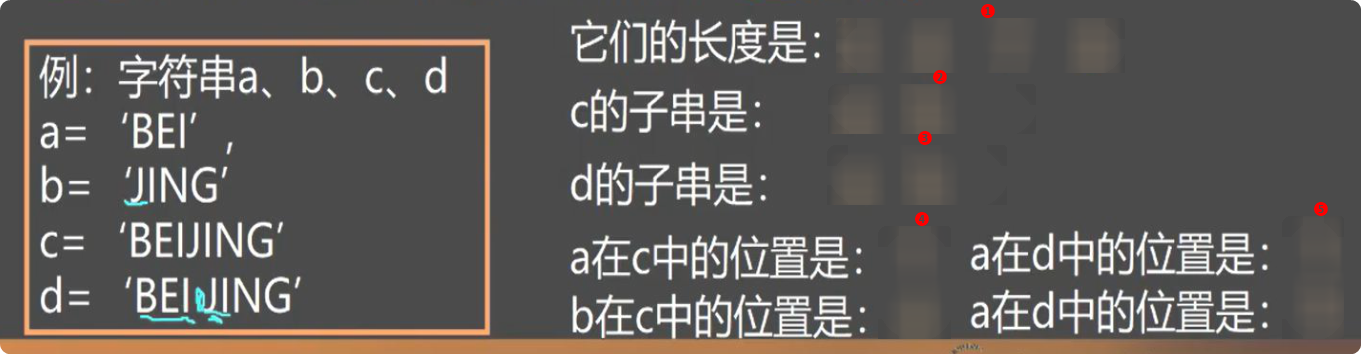 例：字符串a、b、c、d
a= ‘BEI’，
b= ‘JING’
c= ‘BEIJING’
d= ‘BEI JING’
它们的长度是：
c的子串是：
d的子串是：
a在c中的位置是：
a在d中的位置是：
b在c中的位置是：
a在d中的位置是：